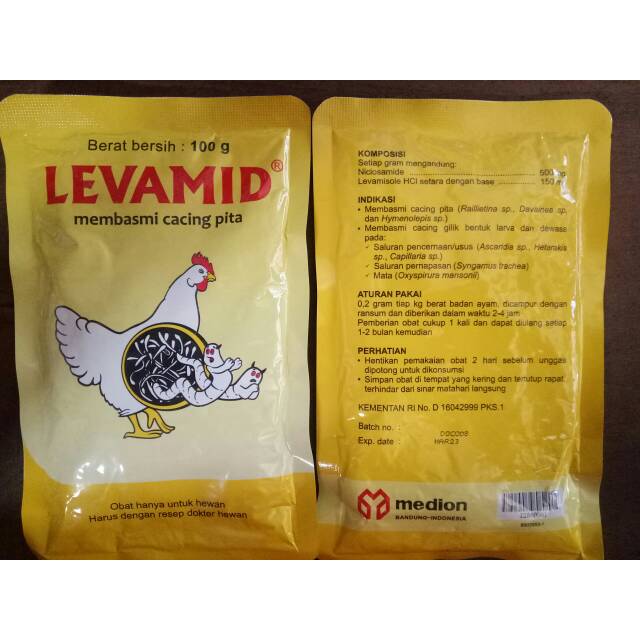 Berat bersih : 100 g
LEVAMID®
membasmi cacing pita
Obat hanya untuk hewan
Harus dengan resep dokter hewan
KOMPOSISI
Setiap gram mengandung:
Niclosamide ........................................ 500 mg
Levamisole HCl setara dengan base ............ 150
INDIKASI
• Membasmi cacing pita (Raillietina sp., Davainea sp.
dan Hymenolepis sp.)
• Membasmi cacing gilik bentuk larva dan dewasa
pada:
✓ Saluran pencernaan/usus (Ascaridia sp., Hetarakis
sp., Capillaria sp.)
✓ Saluran pernapasan (Syngamus trachea)
✓ Mata (Oxyspirura mansonii)
ATURAN PAKAI
0,2 gram tiap kg berat badan ayam, dicampur dengan
ransum dan diberikan dalam waktu 2-4 jam
Pemberian obat cukup 1 kali dan dapat diulang setiap
1-2 bulan kemudian
PERHATIAN
• Hentikan pemakaian obat 2 hari sebelum unggas
dipotong untuk dikonsumsi
• Simpan obat di tempat yang kering dan tertutup rapat,
terhindar dari sinar matahari langsung
KEMENTAN RI No. D 16042999 PKS.1
Batch no. :
Exp. date : MAR23
medion
BANDUNG-INDONESIA